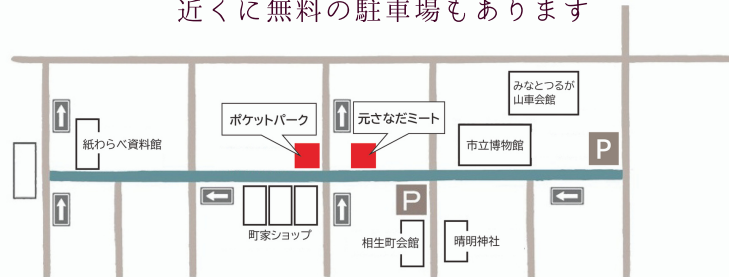 近くに無料の駐車場もあります
みなとつるが
山車会館
ポケットパーク
元さなだミート
紙わらべ資料館
市立博物館
P
P
町家ショップ
相生町会館
晴明神社